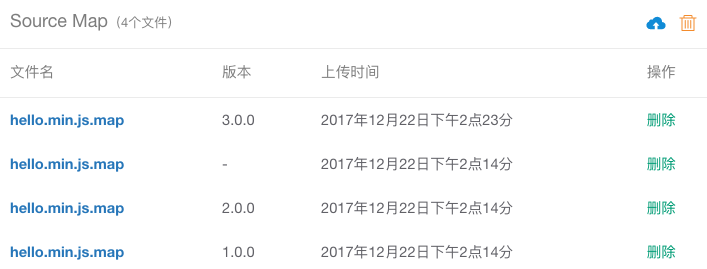 Source Map (4个文件)
文件名 版本 上传时间 操作
hello.min.js.map 3.0.0 2017年12月22日下午2点23分 删除
hello.min.js.map - 2017年12月22日下午2点14分 删除
hello.min.js.map 2.0.0 2017年12月22日下午2点14分 删除
hello.min.js.map 1.0.0 2017年12月22日下午2点14分 删除